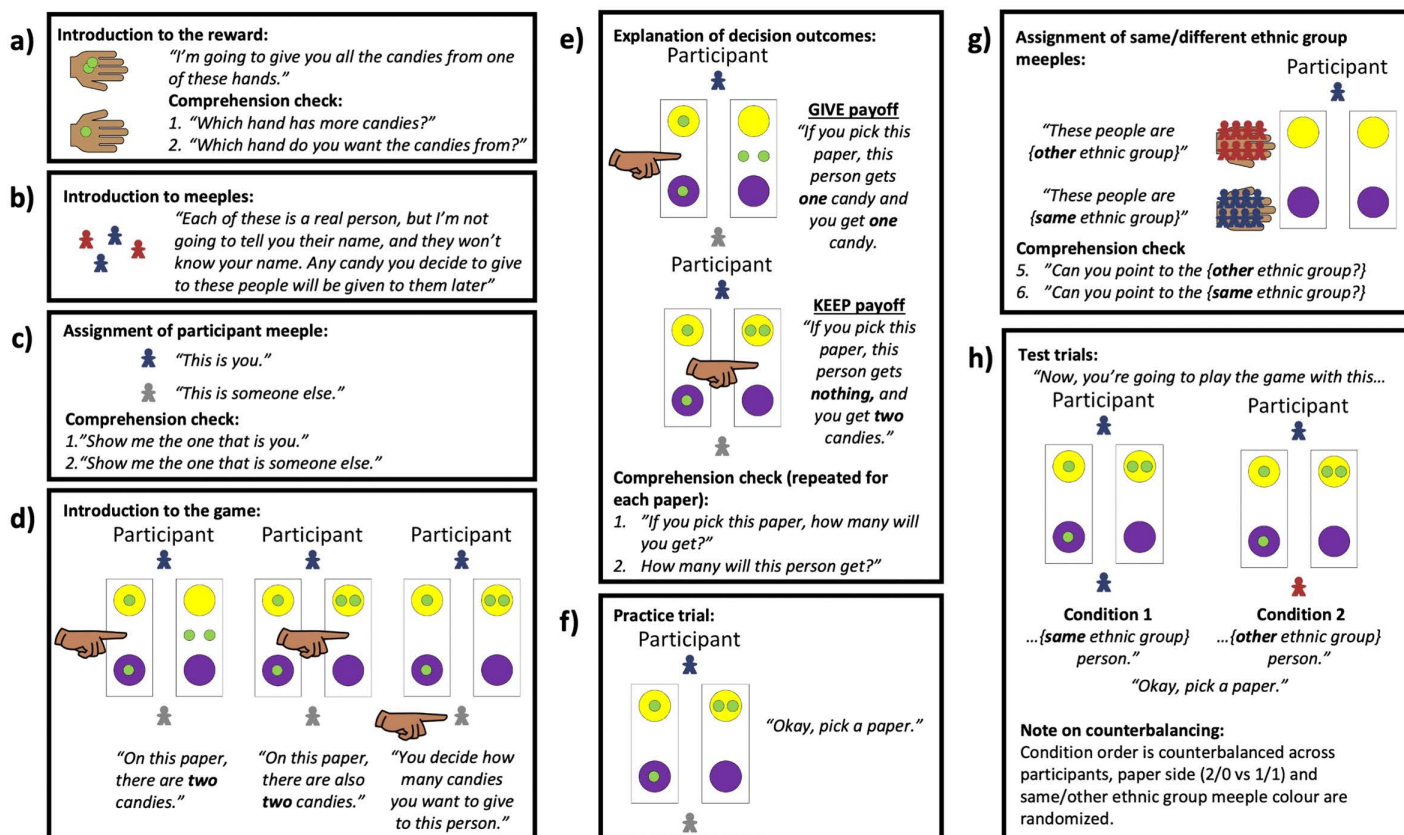 a)
Introduction to the reward:
“I’m going to give you all the candies from one
of these hands.”
Comprehension check:
1. “Which hand has more candies?”
2. “Which hand do you want the candies from?”
b)
Introduction to meeples:
“Each of these is a real person, but I’m not
going to tell you their name, and they won’t
know your name. Any candy you decide to give
to these people will be given to them later”
c)
Assignment of participant meeple:
“This is you.”
“This is someone else.”
Comprehension check:
1.”Show me the one that is you.”
2.“Show me the one that is someone else.”
d)
Introduction to the game:
Participant
Participant
Participant
“On this paper,
there are two
candies.”
“On this paper,
there are also
two candies.”
“You decide how
many candies
you want to give
to this person.”
e)
Explanation of decision outcomes:
Participant
GIVE payoff
“If you pick this
paper, this
person gets
one candy and
you get one
candy.
Participant
KEEP payoff
“If you pick this
paper, this
person gets
nothing, and
you get two
candies.”
Comprehension check (repeated for
each paper):
1. ”If you pick this paper, how many will
you get?”
2. How many will this person get?”
f)
Practice trial:
Participant
“Okay, pick a paper.”
g)
Assignment of same/different ethnic group
meeples:
Participant
“These people are
{other ethnic group}”
“These people are
{same ethnic group}”
Comprehension check
5. ”Can you point to the {other ethnic group?}
6. ”Can you point to the {same ethnic group?}
h)
Test trials:
“Now, you’re going to play the game with this…
Participant
Participant
Condition 1
…{same ethnic group}
person.”
Condition 2
…{other ethnic group}
person.”
“Okay, pick a paper.”
Note on counterbalancing:
Condition order is counterbalanced across
participants, paper side (2/0 vs 1/1) and
same/other ethnic group meeple colour are
randomized.